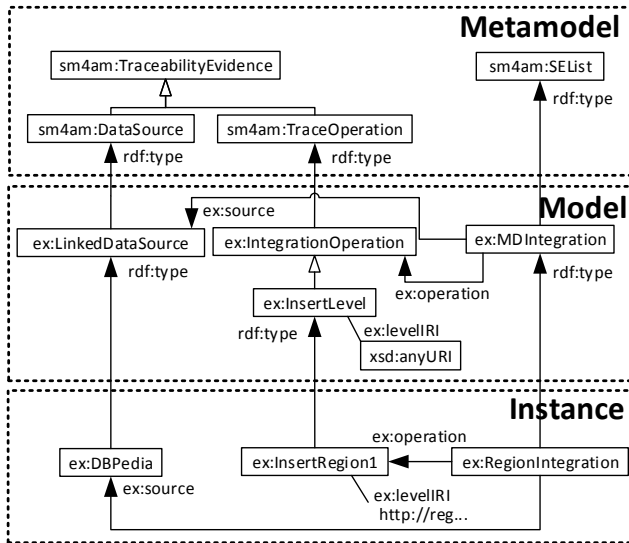 Metamodel
sm4am:TraceabilityEvidence
sm4am:SEList
sm4am:DataSource
sm4am:TraceOperation
rdf:type
rdf:type
rdf:type
Model
ex:source
ex:LinkedDataSource
ex:IntegrationOperation
ex:MDIntegration
rdf:type
rdf:type
ex:operation
ex:InsertLevel
rdf:type
ex:levelIRI
xsd:anyURI
Instance
ex:operation
ex:DBPedia
ex:InsertRegion1
ex:RegionIntegration
ex:source
ex:levelIRI
http://reg...